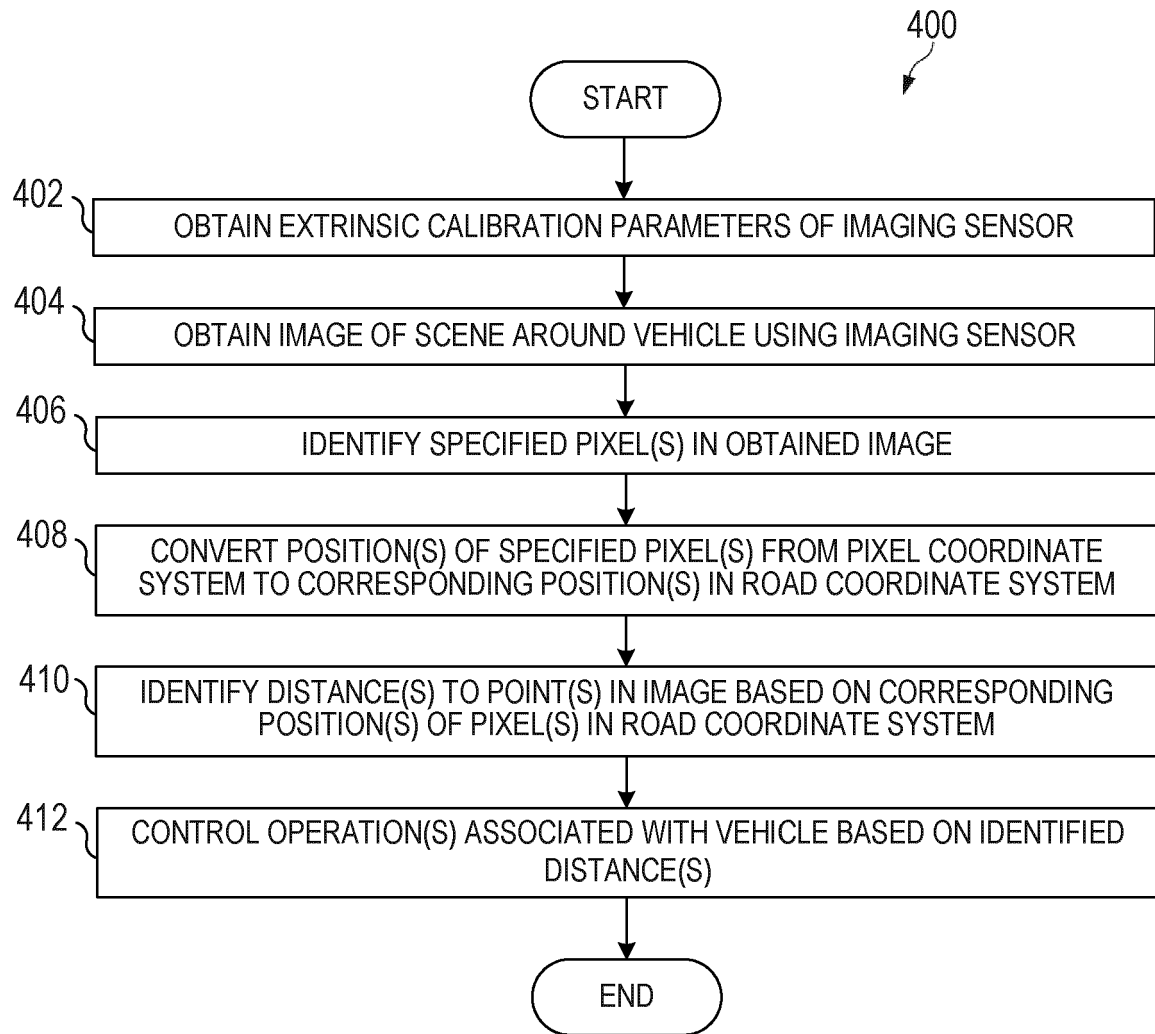 400
START
402
OBTAIN EXTRINSIC CALIBRATION PARAMETERS OF IMAGING SENSOR
404
OBTAIN IMAGE OF SCENE AROUND VEHICLE USING IMAGING SENSOR
406
IDENTIFY SPECIFIED PIXEL(S) IN OBTAINED IMAGE
408
CONVERT POSITION(S) OF SPECIFIED PIXEL(S) FROM PIXEL COORDINATE
SYSTEM TO CORRESPONDING POSITION(S) IN ROAD COORDINATE SYSTEM
410
IDENTIFY DISTANCE(S) TO POINT(S) IN IMAGE BASED ON CORRESPONDING
POSITION(S) OF PIXEL(S) IN ROAD COORDINATE SYSTEM
412
CONTROL OPERATION(S) ASSOCIATED WITH VEHICLE BASED ON IDENTIFIED
DISTANCE(S)
END